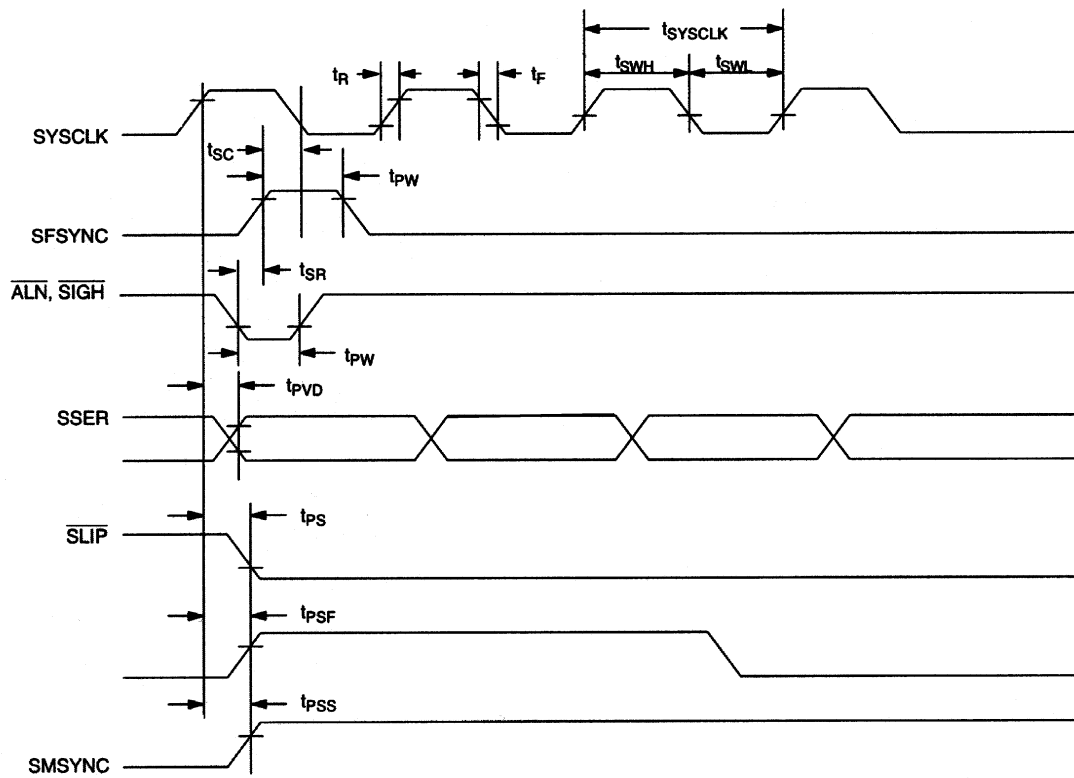 tSYSCLK
tSWH tSWL
tR tF
SYSCLK
tSC
tPW
SFSYNC
tSR
ALN, SIGH
tPW
tPVD
SSER
tPS
SLIP
tPSF
tPSS
SMSYNC